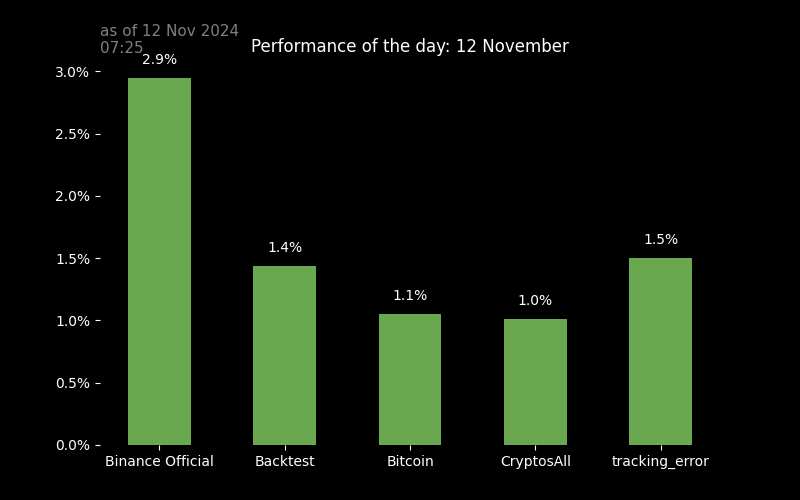 as of 12 Nov 2024
07:25
Performance of the day: 12 November
3.0%
2.5%
2.0%
1.5%
1.0%
0.5%
0.0%
2.9%
1.4%
1.1%
1.0%
1.5%
Binance Official
Backtest
Bitcoin
CryptosAll
tracking_error